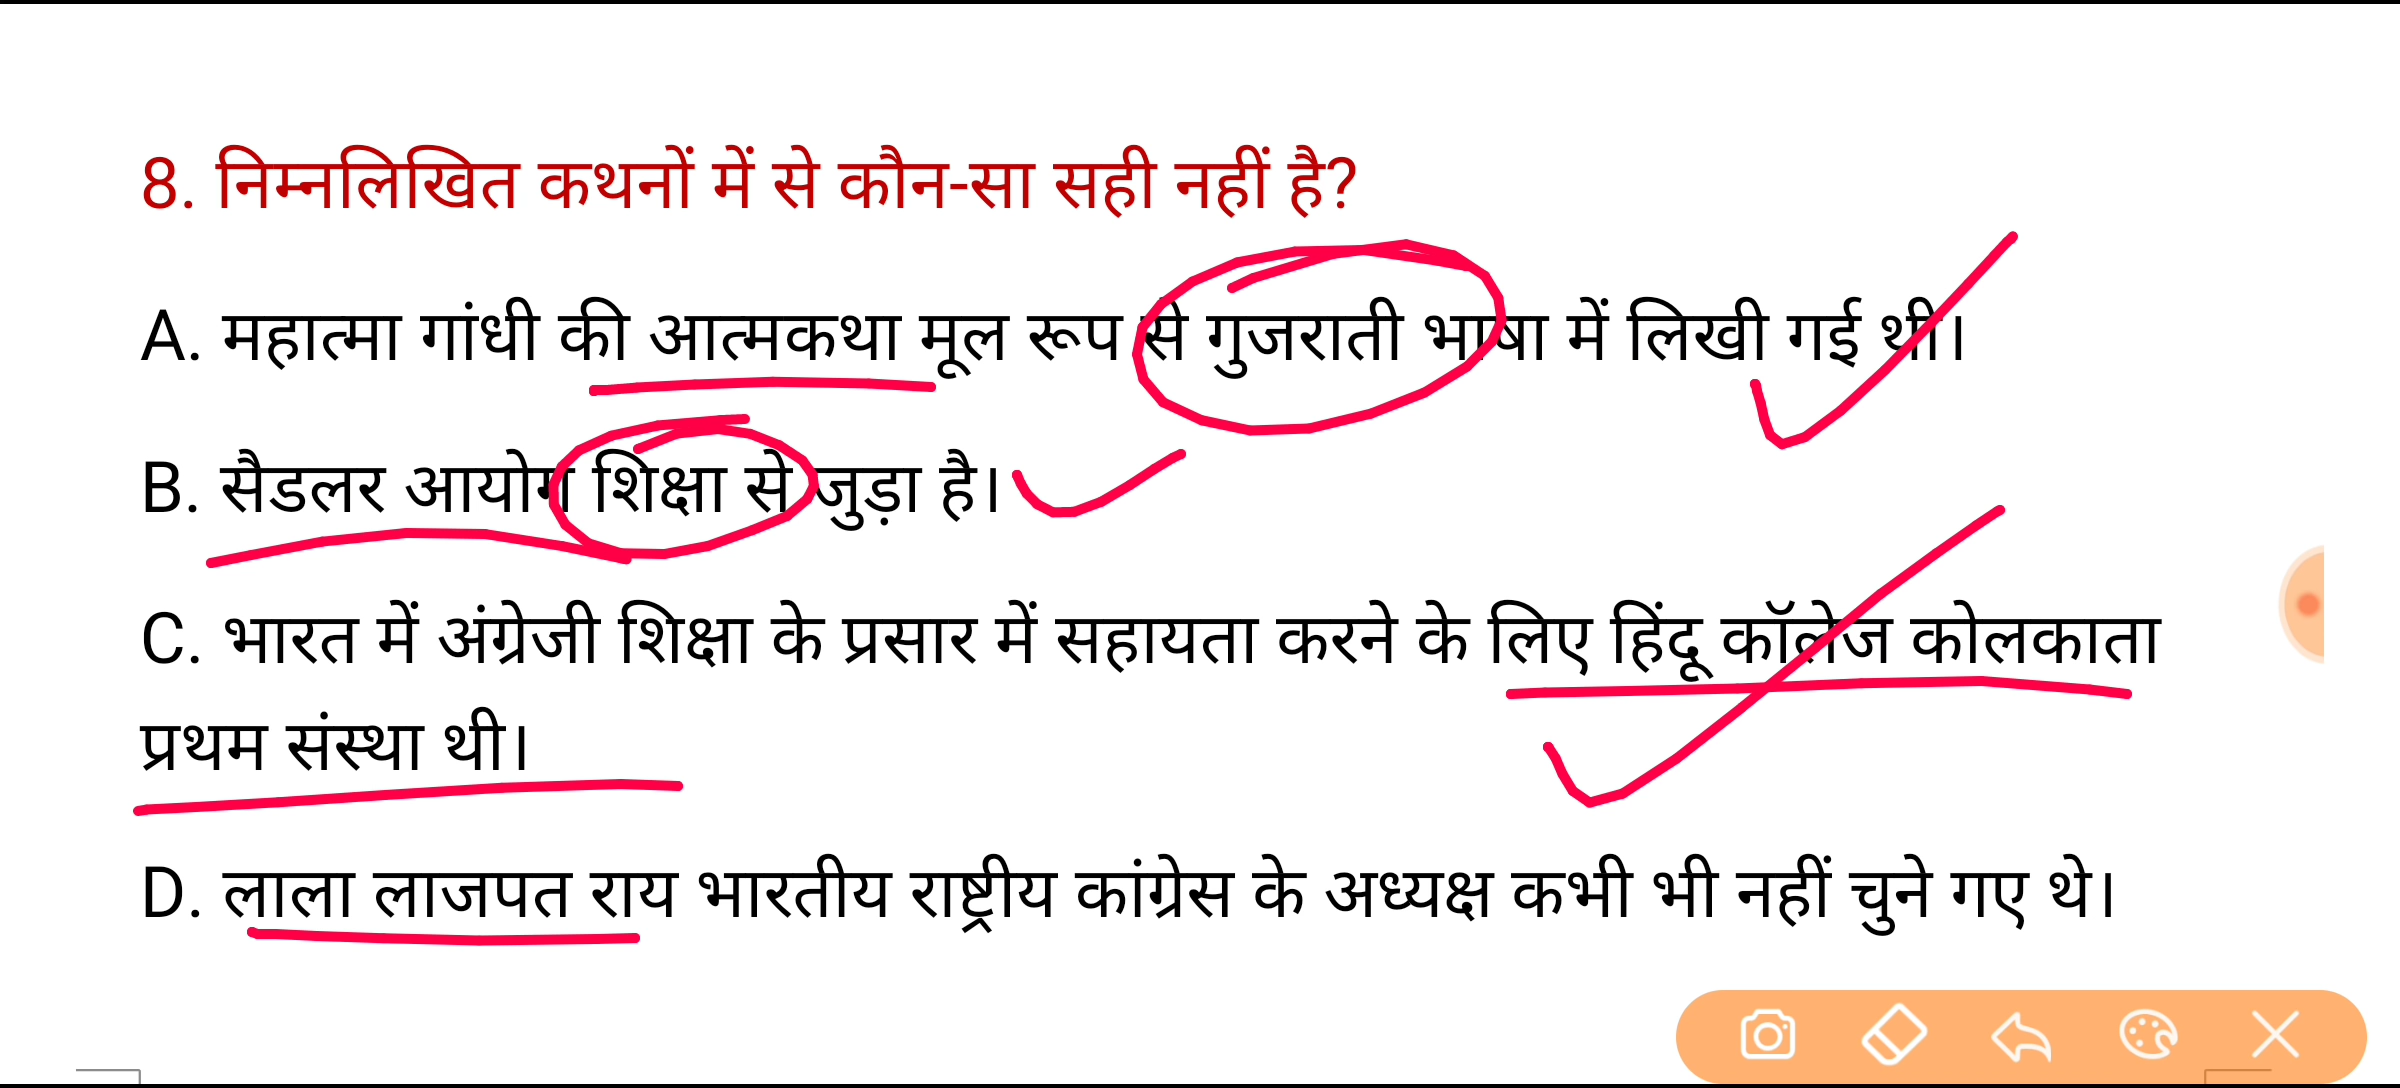 8. निम्नलिखित कथनों में से कौन-सा सही नहीं है?
A. महात्मा गांधी की आत्मकथा मूल रूप से गुजराती भाषा में लिखी गई थी।
B. सैडलर आयोग शिक्षा से जुड़ा है।
C. भारत में अंग्रेजी शिक्षा के प्रसार में सहायता करने के लिए हिंदू कॉलेज कोलकाता
प्रथम संस्था थी।
D. लाला लाजपत राय भारतीय राष्ट्रीय कांग्रेस के अध्यक्ष कभी भी नहीं चुने गए थे।